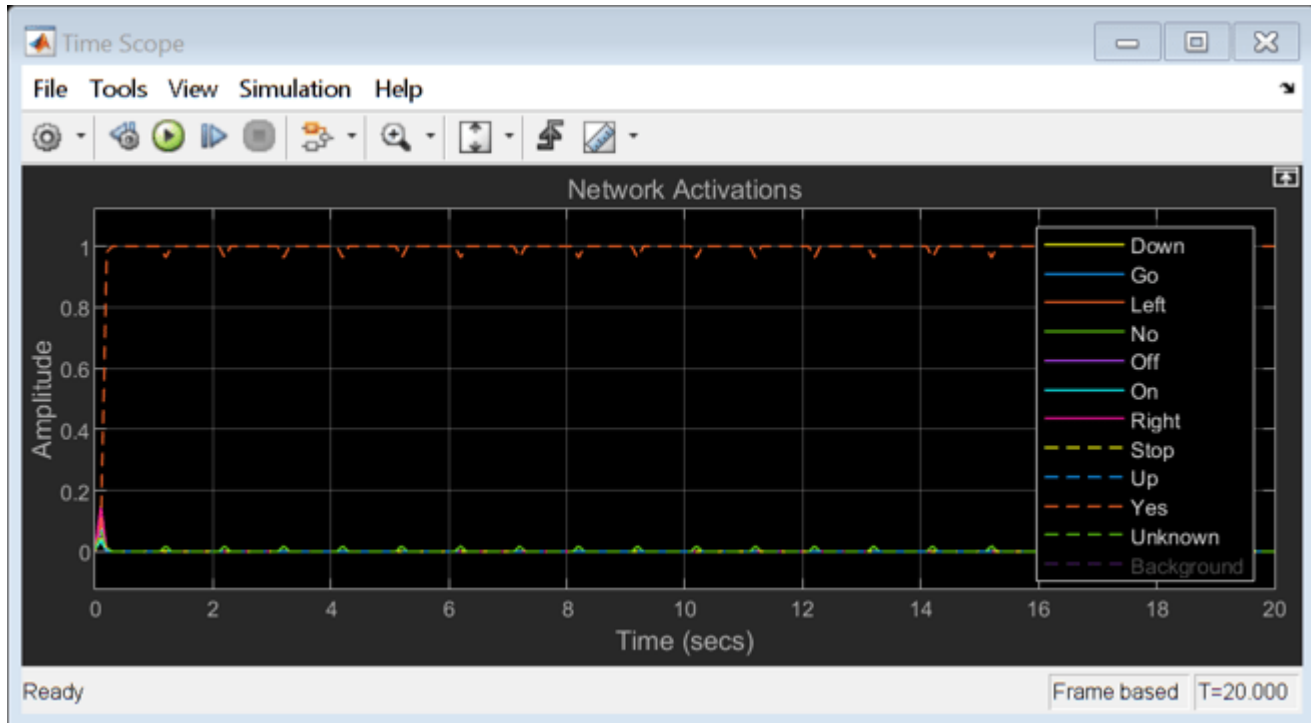 Time Scope
File Tools View Simulation Help
Network Activations
Amplitude
1
0.8
0.6
0.4
0.2
0
Down
Go
Left
No
Off
On
Right
Stop
Up
Yes
Unknown
Background
0 2 4 6 8 10 12 14 16 18 20
Time (secs)
Ready Frame based T=20.000